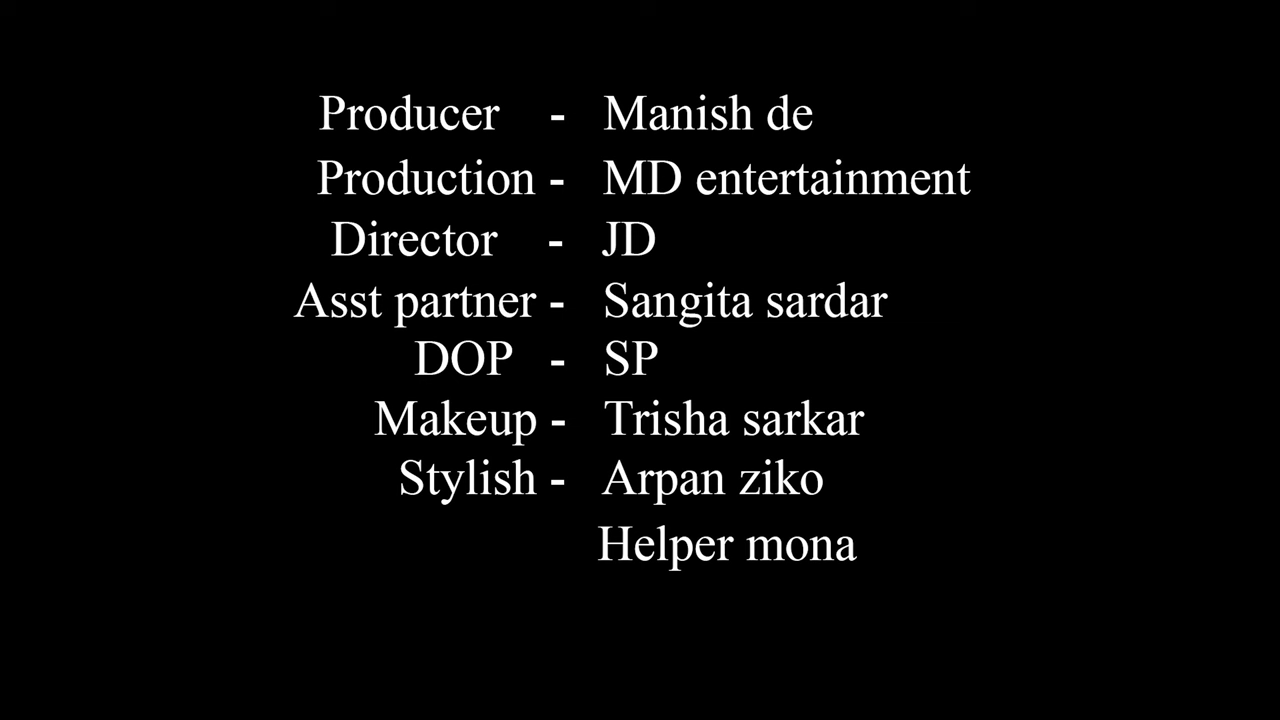 Producer - Manish de
Production - MD entertainment
Director - JD
Asst partner - Sangita sardar
DOP - SP
Makeup - Trisha sarkar
Stylish - Arpan ziko
Helper mona